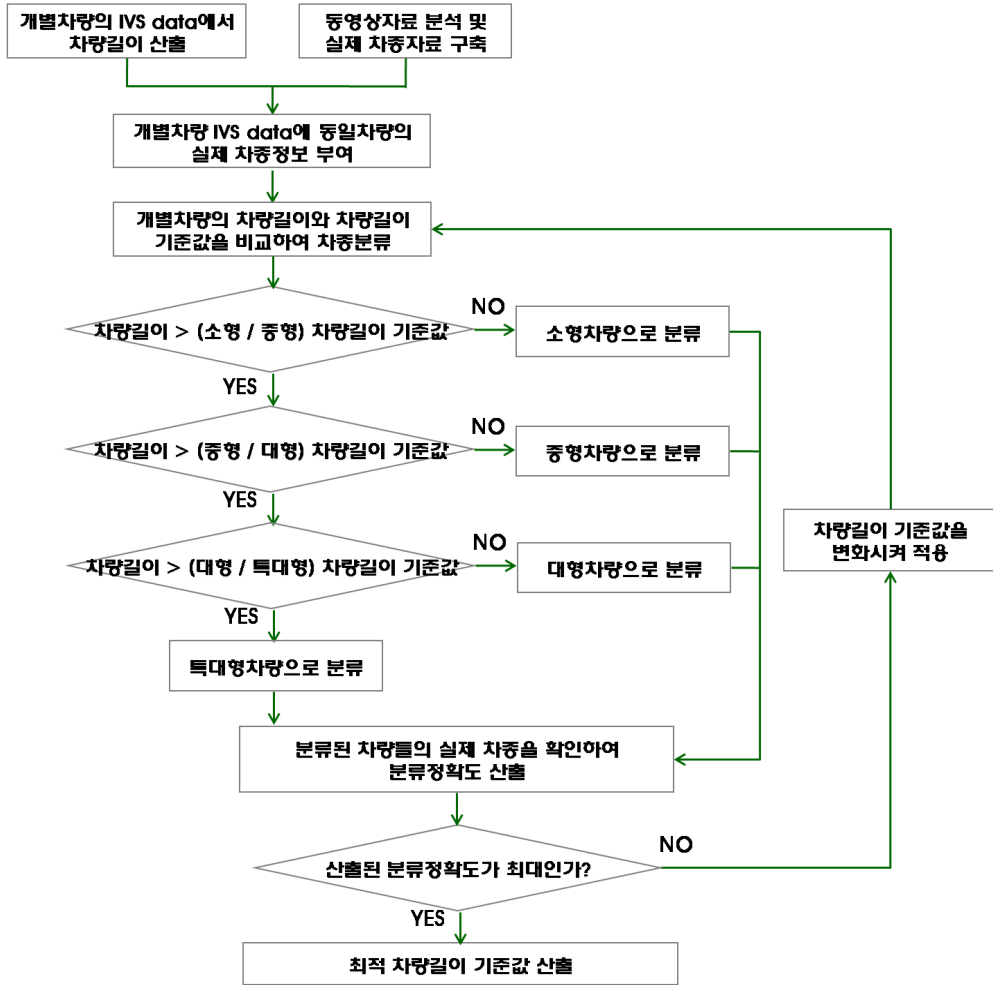 개별차량의 IVS data에서
차량길이 산출
동영상자료 분석 및
실제 차종자료 구축
개별차량 IVS data에 동일차량의
실제 차종정보 부여
개별차량의 차량길이와 차량길이
기준값을 비교하여 차종분류
차량길이 > (소형 / 중형) 차량길이 기준값
NO
소형차량으로 분류
YES
차량길이 > (중형 / 대형) 차량길이 기준값
NO
중형차량으로 분류
YES
차량길이 > (대형 / 특대형) 차량길이 기준값
NO
대형차량으로 분류
차량길이 기준값을
변화시켜 적용
YES
특대형차량으로 분류
분류된 차량들의 실제 차종을 확인하여
분류정확도 산출
산출된 분류정확도가 최대인가?
NO
YES
최적 차량길이 기준값 산출